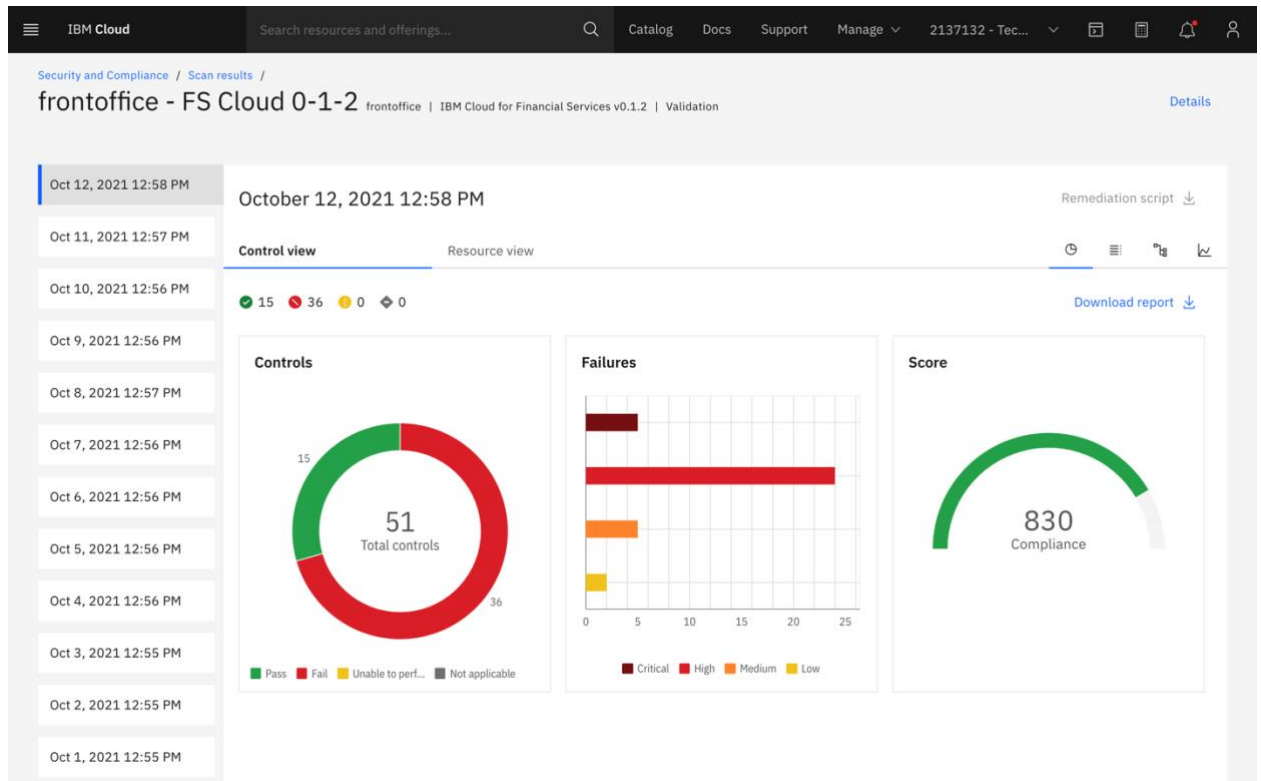 IBM Cloud
Search resources and offerings...
Catalog Docs Support Manage 2137132 - Tec...
Security and Compliance / Scan results /
frontoffice - FS Cloud 0-1-2 frontoffice | IBM Cloud for Financial Services v0.1.2 | Validation
Details
Oct 12, 2021 12:58 PM
Oct 11, 2021 12:57 PM
Oct 10, 2021 12:56 PM
Oct 9, 2021 12:56 PM
Oct 8, 2021 12:57 PM
Oct 7, 2021 12:56 PM
Oct 6, 2021 12:56 PM
Oct 5, 2021 12:56 PM
Oct 4, 2021 12:56 PM
Oct 3, 2021 12:55 PM
Oct 2, 2021 12:55 PM
Oct 1, 2021 12:55 PM
October 12, 2021 12:58 PM
Remediation script
Control view Resource view
15 36 0 0
Download report
Controls
15
51
Total controls
36
Pass Fail Unable to perf... Not applicable
Failures
0 5 10 15 20 25
Critical High Medium Low
Score
830
Compliance